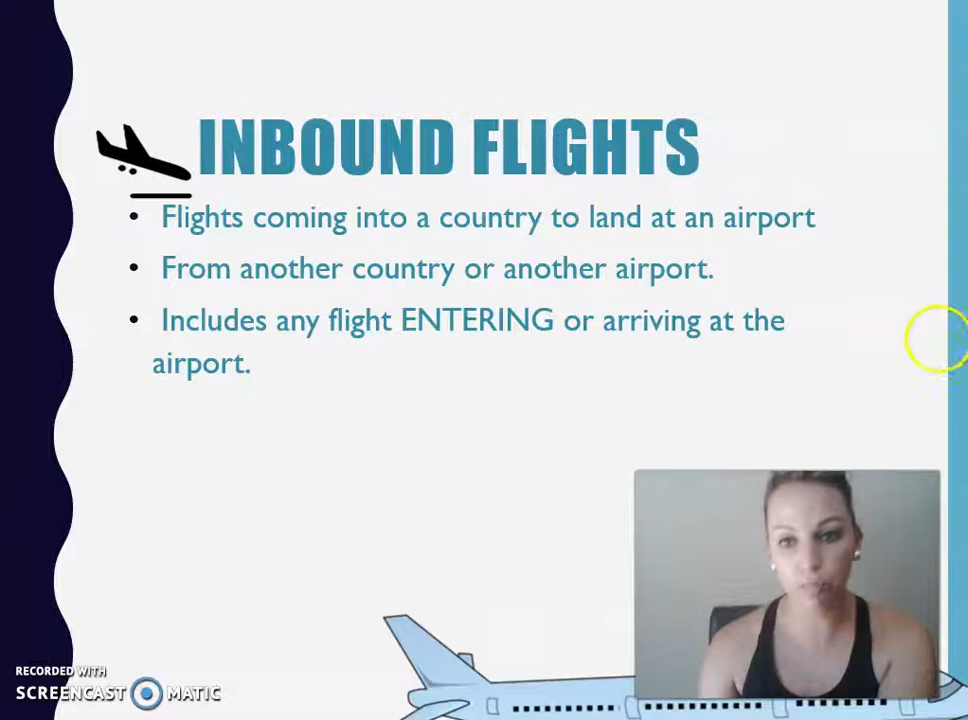 INBOUND FLIGHTS
• Flights coming into a country to land at an airport
• From another country or another airport.
• Includes any flight ENTERING or arriving at the
airport.
RECORDED WITH
SCREENCAST MATIC